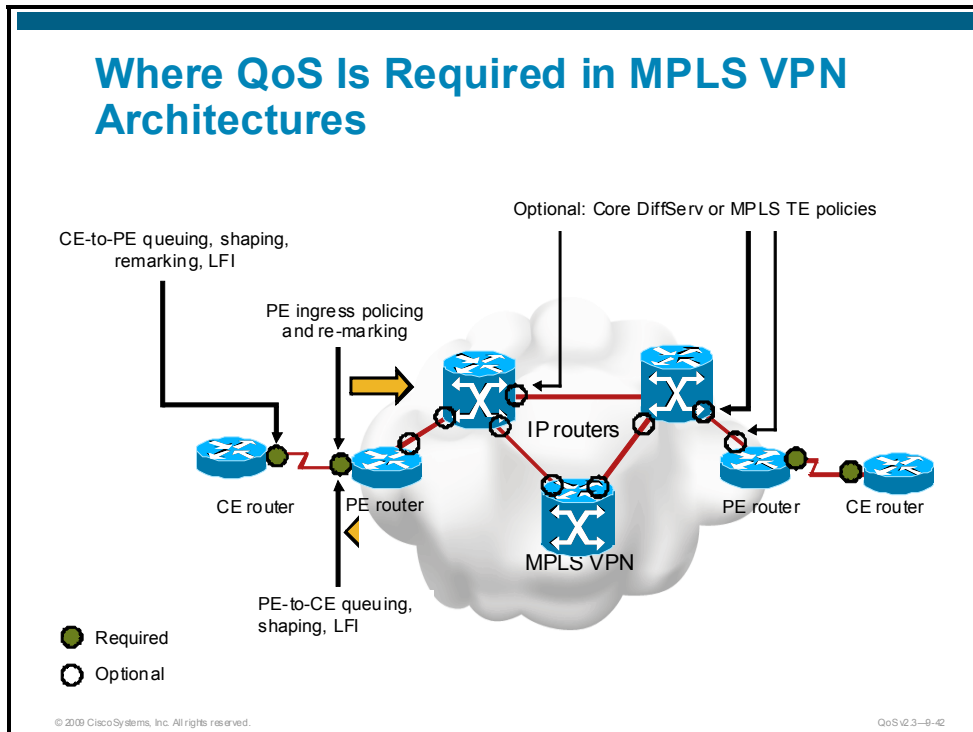 Where QoS Is Required in MPLS VPN
Architectures
Optional: Core DiffServ or MPLS TE policies
CE-to-PE queuing, shaping,
remarking, LFI
PE ingress policing
and re-marking
IP routers
CE router
PE router
PE router
CE router
MPLS VPN
PE-to-CE queuing,
shaping, LFI
Required
Optional
© 2009 Cisco Systems, Inc. All rights reserved.
QoS v2.3—9-42